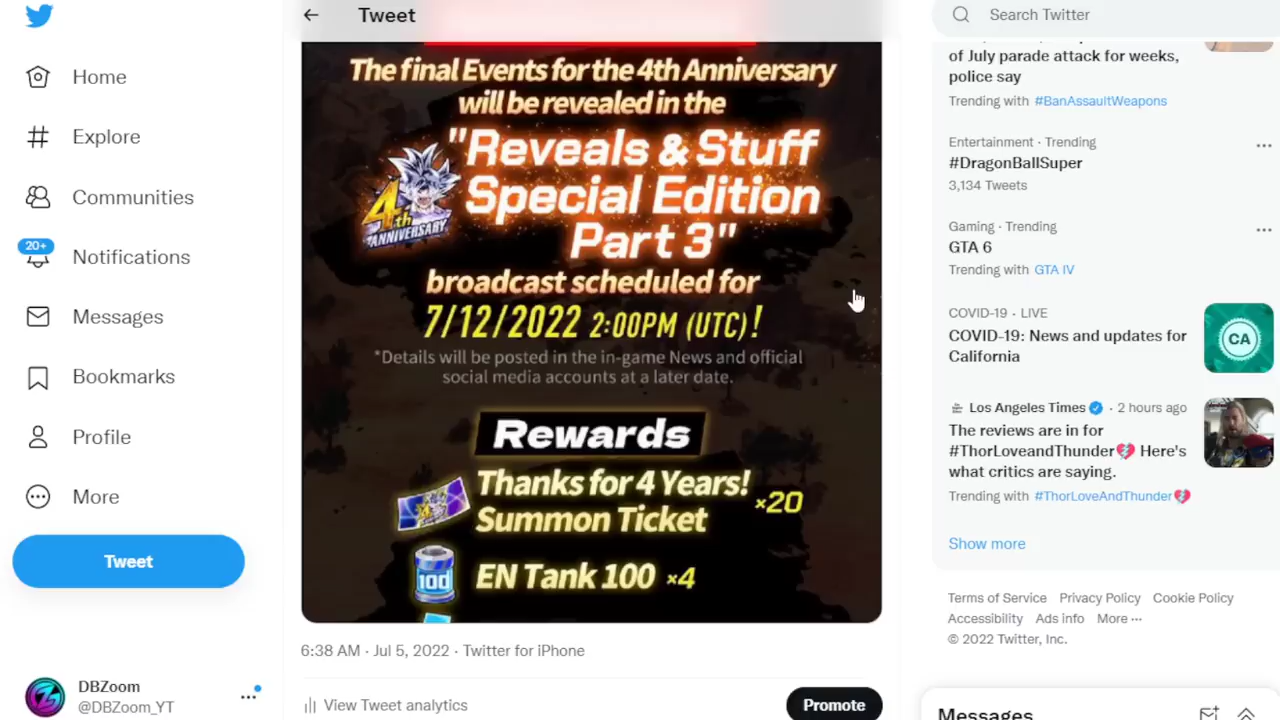 Tweet
Search Twitter
Home
Explore
Communities
20+
Notifications
Messages
Bookmarks
Profile
More
Tweet
DBZoom
@DBZoom_YT
The final Events for the 4th Anniversary
will be revealed in the
"Reveals & Stuff
Special Edition
Part 3"
4th
ANNIVERSARY
broadcast scheduled for
7/12/2022 2:00PM (UTC)!
*Details will be posted in the in-game News and official
social media accounts at a later date.
Rewards
Thanks for 4 Years!
Summon Ticket
×20
100
EN Tank 100 ×4
6:38 AM · Jul 5, 2022 · Twitter for iPhone
View Tweet analytics
Promote
of July parade attack for weeks,
police say
Trending with #BanAssaultWeapons
Entertainment · Trending
#DragonBallSuper
3,134 Tweets
Gaming · Trending
GTA 6
Trending with GTA IV
COVID-19 · LIVE
COVID-19: News and updates for
California
CA
Los Angeles Times · 2 hours ago
The reviews are in for
#ThorLoveandThunder💔 Here's
what critics are saying.
Trending with #ThorLoveAndThunder💔
Show more
Terms of Service Privacy Policy Cookie Policy
Accessibility Ads info More ···
© 2022 Twitter, Inc.
Messages